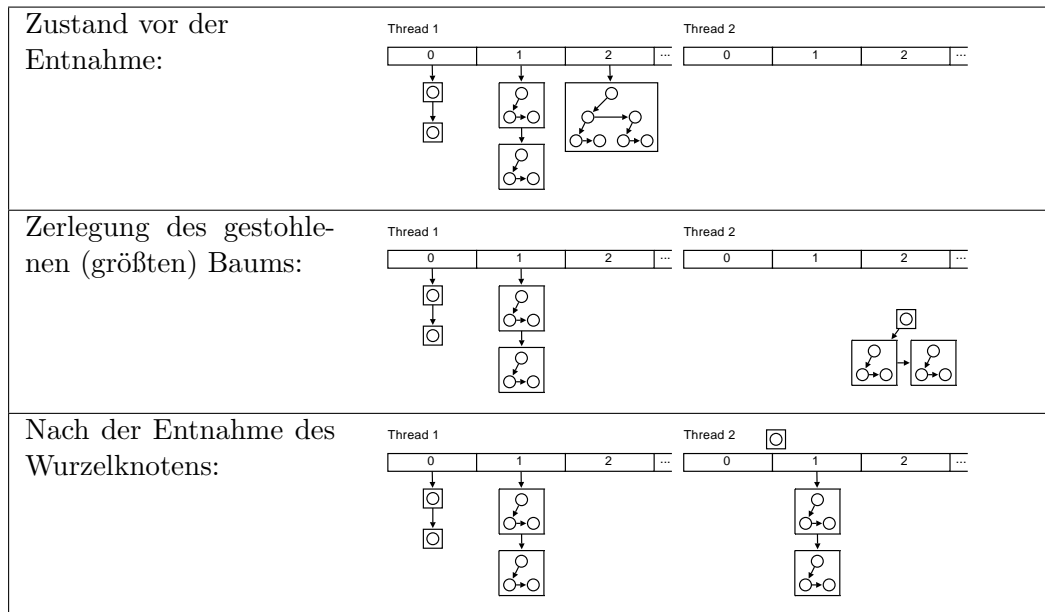 Zustand vor der
Entnahme:
Thread 1
Thread 2
0 1 2 ...
0 1 2 ...
Zerlegung des gestohle-
nen (größten) Baums:
Thread 1
Thread 2
0 1 2 ...
0 1 2 ...
Nach der Entnahme des
Wurzelknotens:
Thread 1
Thread 2
0 1 2 ...
0 1 2 ...